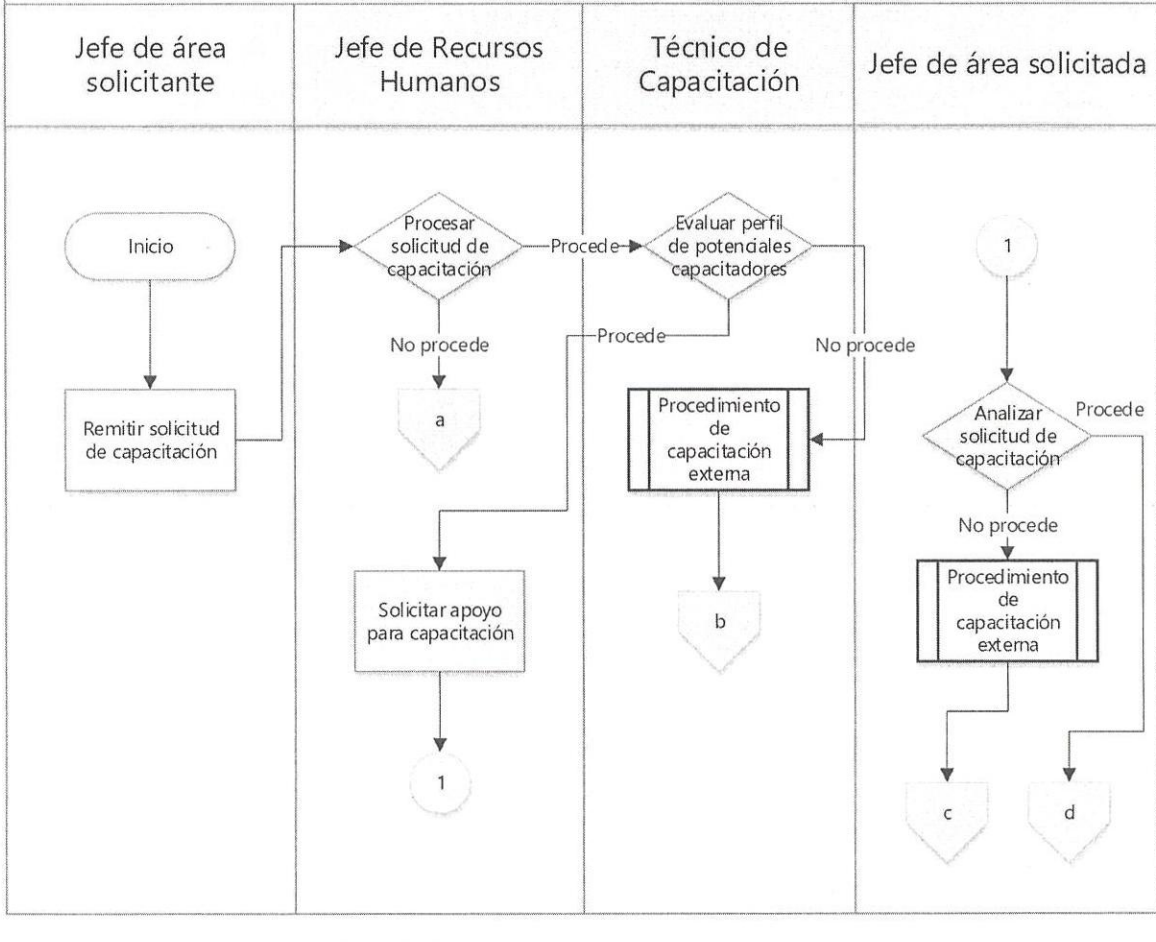 Jefe de área
solicitante
Jefe de Recursos
Humanos
Técnico de
Capacitación
Jefe de área solicitada
Inicio
Procesar
solicitud de
capacitación
Procede
Evaluar perfil
de potenciales
capacitadores
1
No procede
Procede
No procede
Remitir solicitud
de capacitación
a
Procedimiento
de
capacitación
externa
Analizar
solicitud de
capacitación
Procede
No procede
Solicitar apoyo
para capacitación
b
Procedimiento
de
capacitación
externa
1
c
d